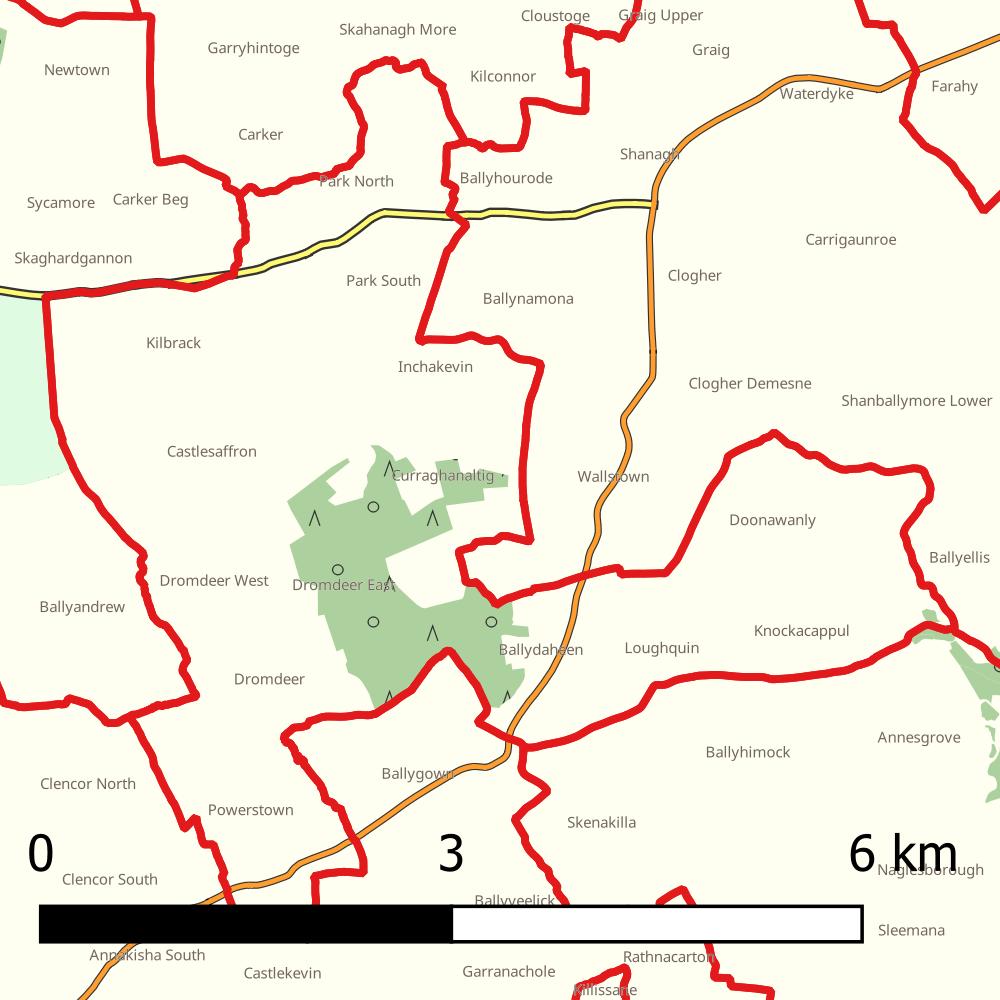 Cloustoge
Graig Upper
Skahanagh More
Garryhintoge
Graig
Newtown
Kilconnor
Farahy
Waterdyke
Carker
Shanagh
Ballyhourode
Park North
Carker Beg
Sycamore
Carrigaunroe
Skaghardgannon
Clogher
Park South
Ballynamona
Kilbrack
Inchakevin
Clogher Demesne
Shanballymore Lower
Castlesaffron
Curraghanaltig
Wallstown
Doonawanly
Ballyellis
Dromdeer West
Dromdeer East
Ballyandrew
Knockacappul
Loughquin
Ballydaheen
Dromdeer
Annesgrove
Ballyhimock
Ballygown
Clencor North
Powerstown
Skenakilla
0 3 6 km
Naglesborough
Clencor South
Ballyveelick
Sleemana
Annakisha South
Rathnacarton
Castlekevin
Garranachole
Killissane